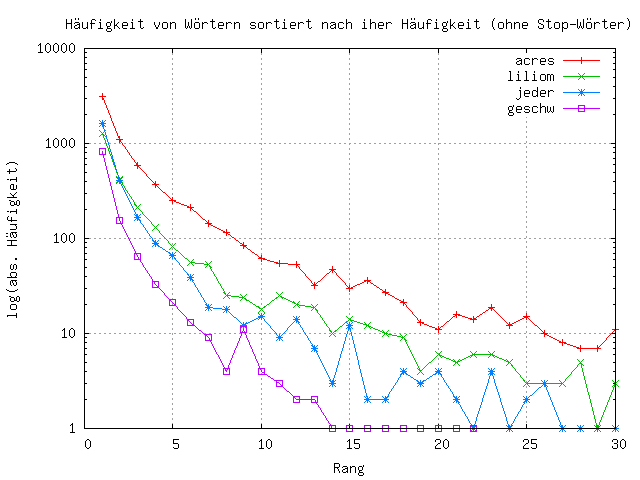 Häufigkeit von Wörtern sortiert nach iher Häufigkeit (ohne Stop-Wörter)
10000
1000
100
10
1
log(abs. Häufigkeit)
acres
liliom
jeder
geschw
0 5 10 15 20 25 30
Rang